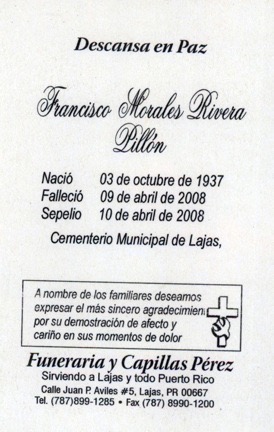 Descansa en Paz
Francisco Morales Rivera
Pillón
Nació 03 de octubre de 1937
Falleció 09 de abril de 2008
Sepelio 10 de abril de 2008
Cementerio Municipal de Lajas,
A nombre de los familiares deseamos
expresar el más sincero agradecimien
por su demostración de afecto y
cariño en sus momentos de dolor
Funeraria y Capillas Pérez
Sirviendo a Lajas y todo Puerto Rico
Calle Juan P. Aviles #5, Lajas, PR 00667
Tel. (787)899-1285 • Fax (787) 8990-1200